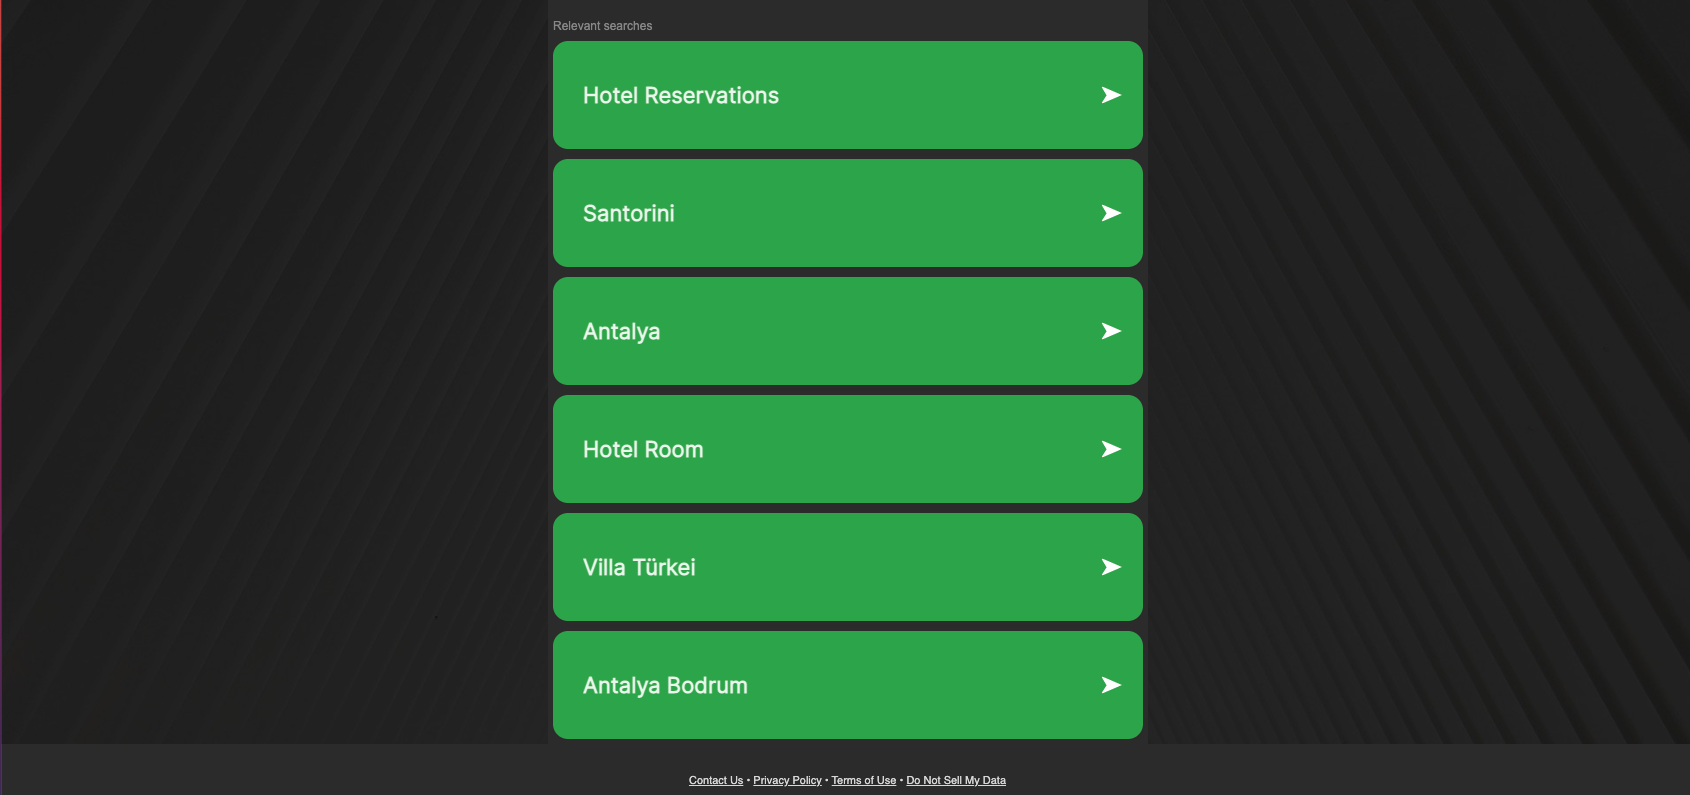 Relevant searches
Hotel Reservations
Santorini
Antalya
Hotel Room
Villa Türkei
Antalya Bodrum
Contact Us • Privacy Policy • Terms of Use • Do Not Sell My Data